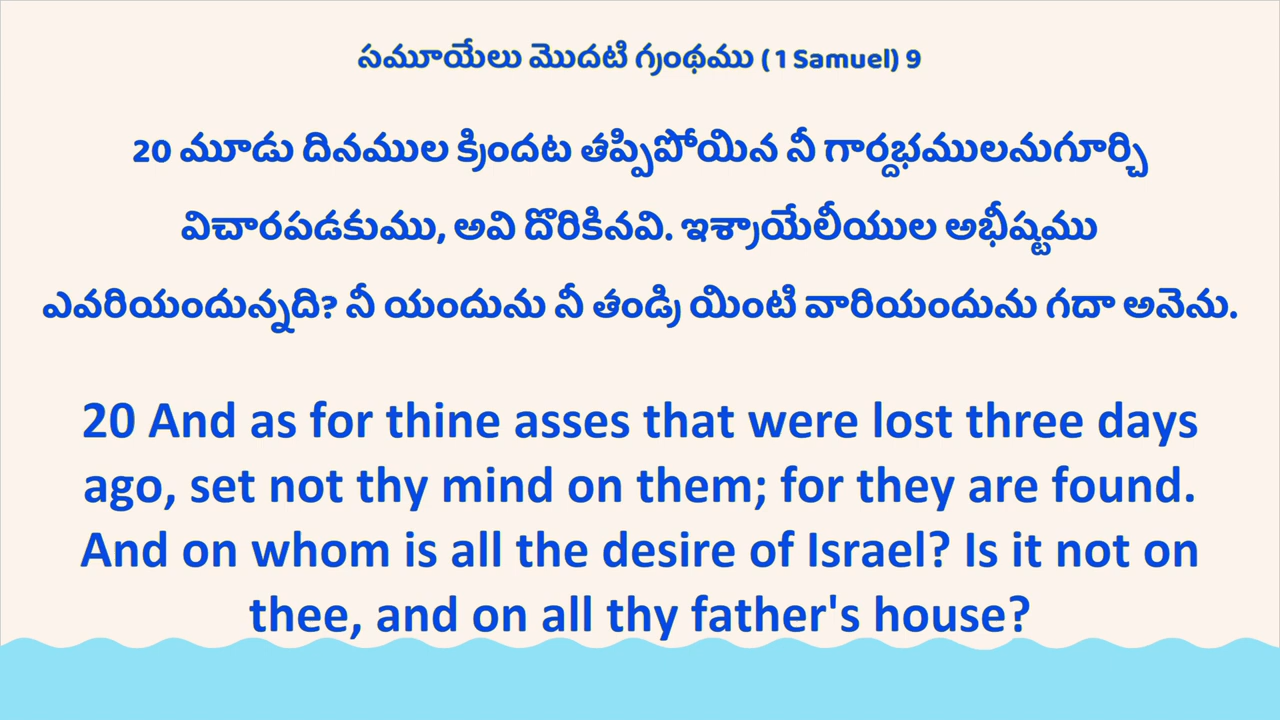 సమూయేలు మొదటి గ్రంథము ( 1 Samuel) 9
20 మూడు దినముల క్రిందట తప్పిపోయిన నీ గార్దభములనుగూర్చి
విచారపడకుము, అవి దొరికినవి. ఇశ్రాయేలీయుల అభీష్టము
ఎవరియందున్నది? నీ యందును నీ తండ్రి యింటి వారియందును గదా అనెను.
20 And as for thine asses that were lost three days
ago, set not thy mind on them; for they are found.
And on whom is all the desire of Israel? Is it not on
thee, and on all thy father's house?